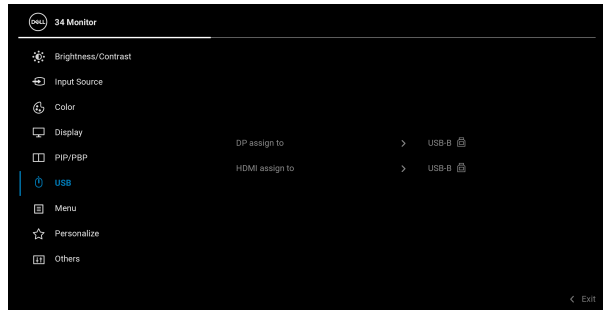 DELL 34 Monitor
Brightness/Contrast
Input Source
Color
Display
DP assign to > USB-B
PIP/PBP
HDMI assign to > USB-B
USB
Menu
Personalize
Others
< Exit